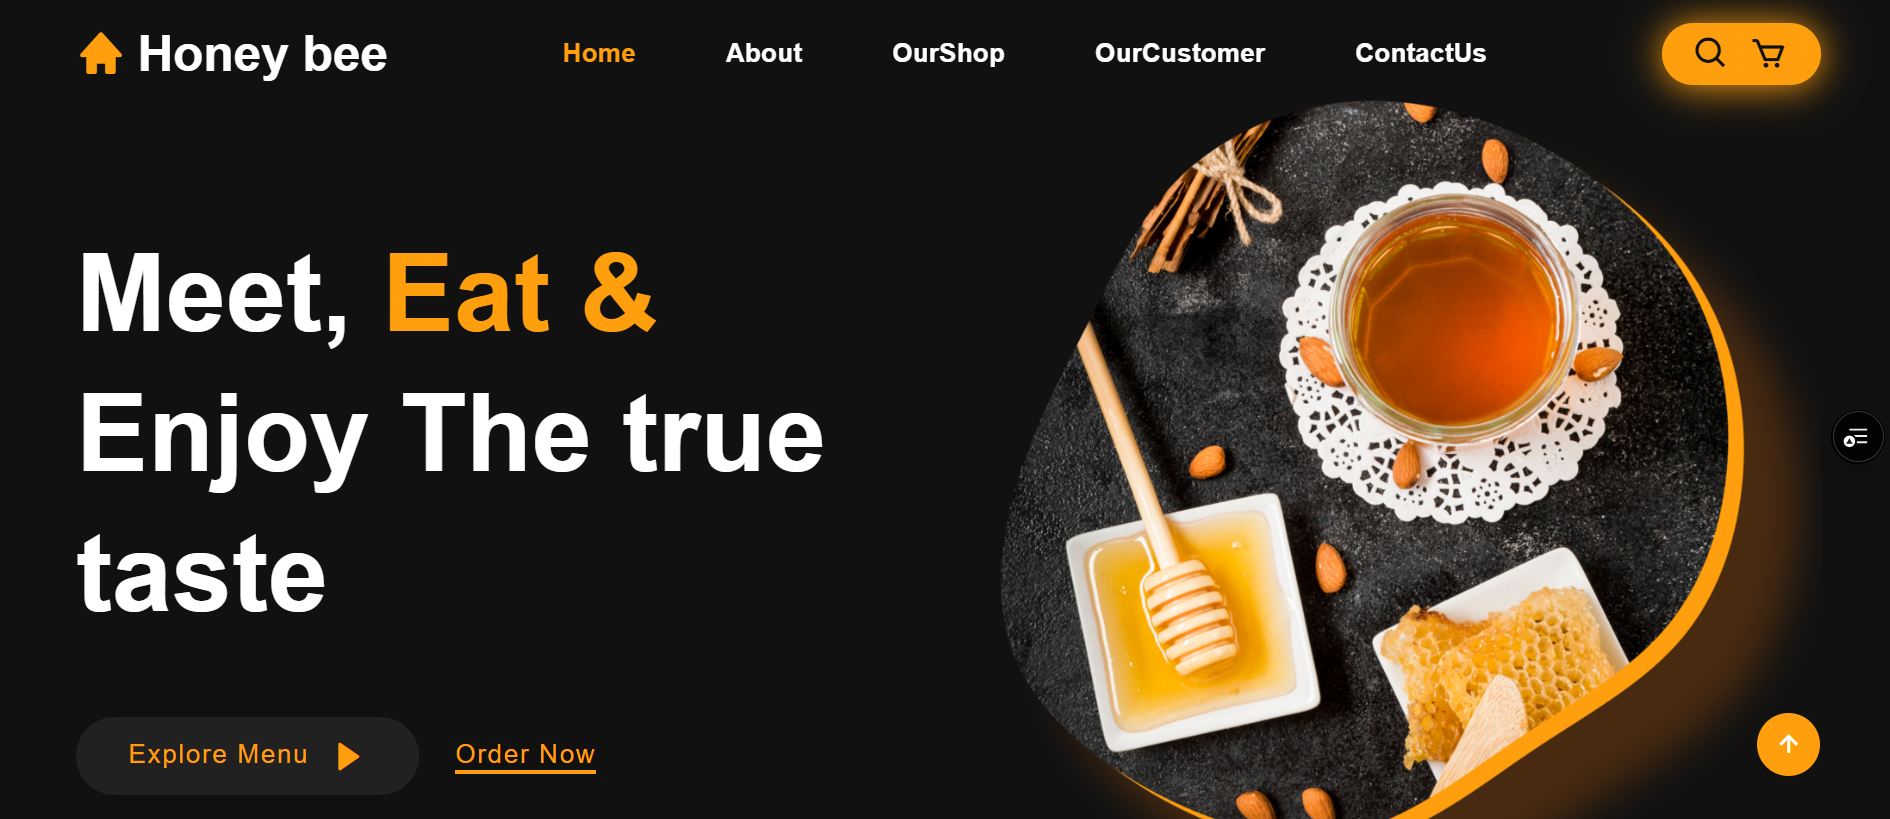 Honey bee
Home
About
OurShop
OurCustomer
ContactUs
Meet, Eat &
Enjoy The true
taste
Explore Menu
Order Now